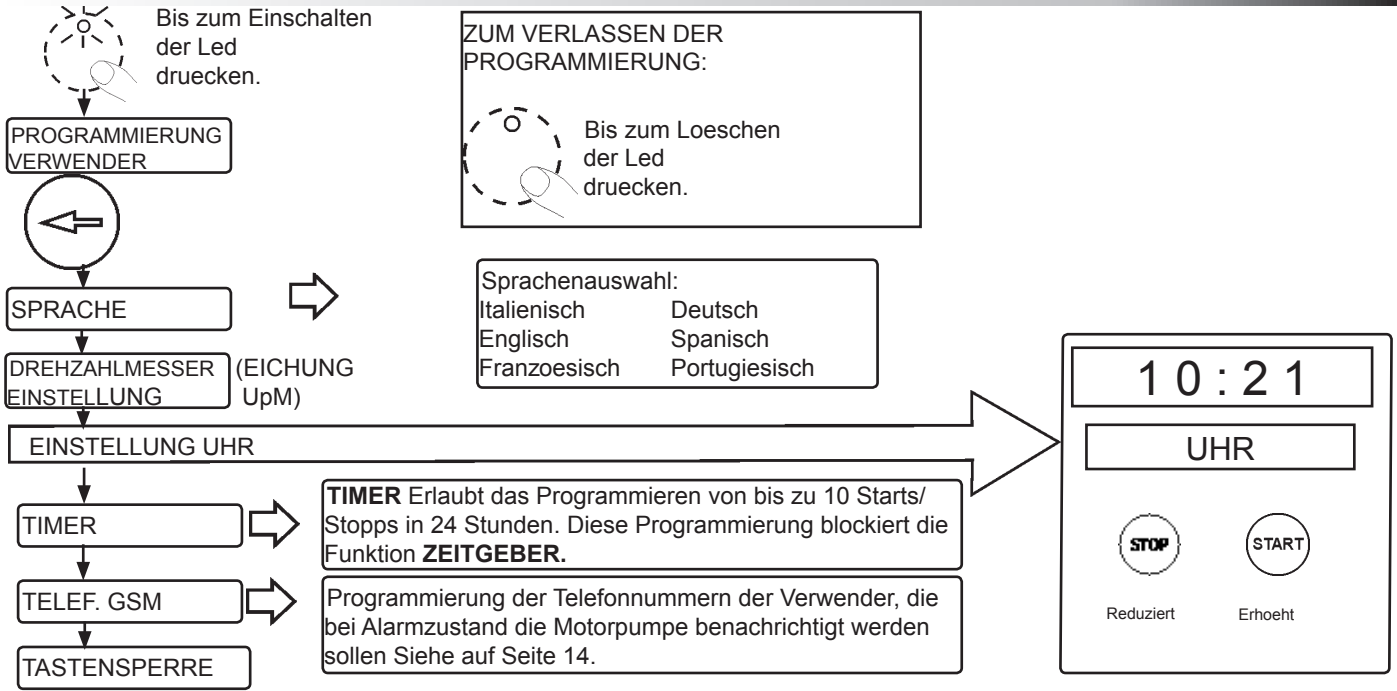 Bis zum Einschalten
der Led
druecken.
ZUM VERLASSEN DER
PROGRAMMIERUNG:
Bis zum Loeschen
der Led
druecken.
PROGRAMMIERUNG
VERWENDER
SPRACHE
Sprachenauswahl:
Italienisch Deutsch
Englisch Spanisch
Franzoesisch Portugiesisch
DREHZAHLMESSER (EICHUNG
EINSTELLUNG UpM)
EINSTELLUNG UHR
10:21
UHR
STOP START
Reduziert Erhoeht
TIMER
TIMER Erlaubt das Programmieren von bis zu 10 Starts/
Stopps in 24 Stunden. Diese Programmierung blockiert die
Funktion ZEITGEBER.
TELEF. GSM
Programmierung der Telefonnummern der Verwender, die
bei Alarmzustand die Motorpumpe benachrichtigt werden
sollen Siehe auf Seite 14.
TASTENSPERRE